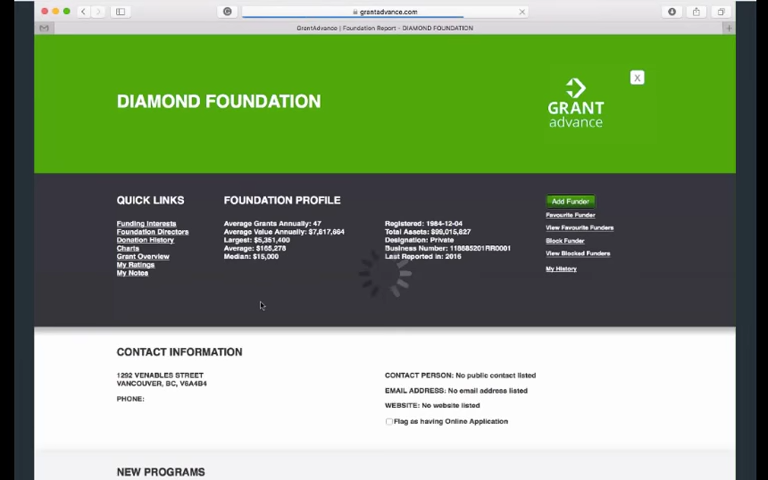 grantadvance.com
GrantAdvance | Foundation Report - DIAMOND FOUNDATION
DIAMOND FOUNDATION
X
GRANT
advance
QUICK LINKS
Funding Interests
Foundation Directors
Donation History
Charts
Grant Overview
My Ratings
My Notes
FOUNDATION PROFILE
Average Grants Annually: 47
Average Value Annually: $7,817,664
Largest: $5,351,400
Average: $165,278
Median: $15,000
Registered: 1984-12-04
Total Assets: $99,015,827
Designation: Private
Business Number: 118685201RR0001
Last Reported in: 2016
Add Funder
Favourite Funder
View Favourite Funders
Block Funder
View Blocked Funders
My History
CONTACT INFORMATION
1292 VENABLES STREET
VANCOUVER, BC, V6A4B4
PHONE:
CONTACT PERSON: No public contact listed
EMAIL ADDRESS: No email address listed
WEBSITE: No website listed
Flag as having Online Application
NEW PROGRAMS